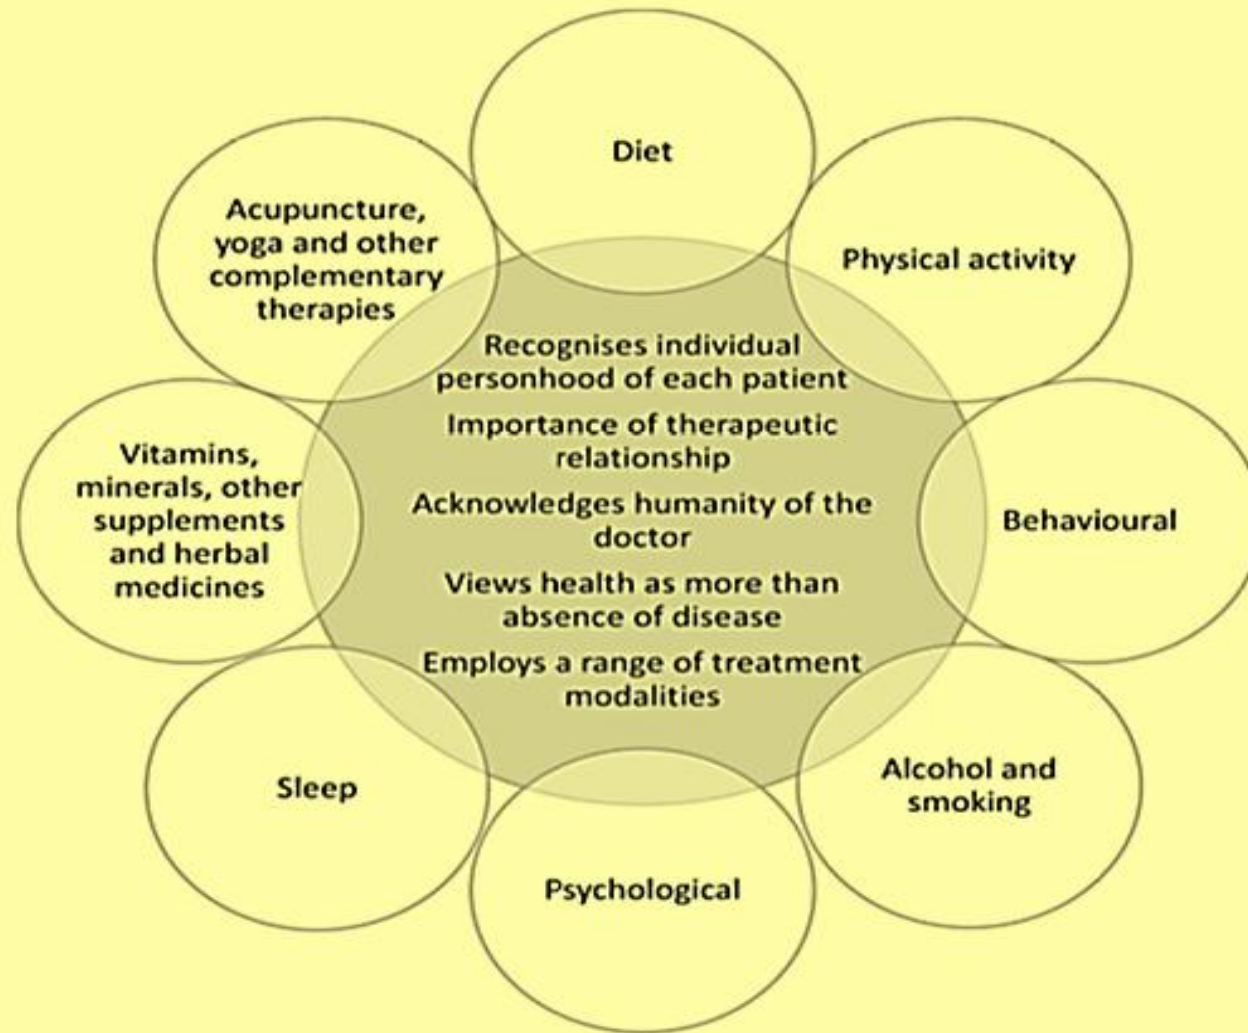 Diet
Physical activity
Behavioural
Alcohol and
smoking
Psychological
Sleep
Vitamins,
minerals, other
supplements
and herbal
medicines
Acupuncture,
yoga and other
complementary
therapies
Recognises individual
personhood of each patient
Importance of therapeutic
relationship
Acknowledges humanity of the
doctor
Views health as more than
absence of disease
Employs a range of treatment
modalities